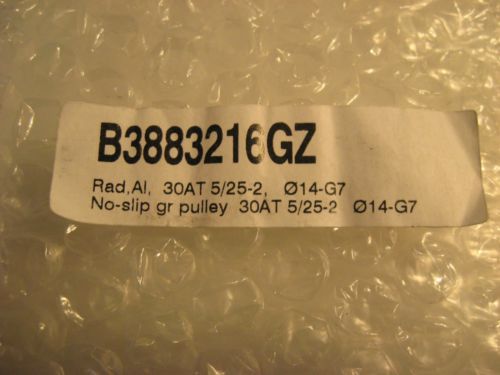 B3883216GZ
Rad,Al, 30AT 5/25-2, Ø14-G7
No-slip gr pulley 30AT 5/25-2 Ø14-G7